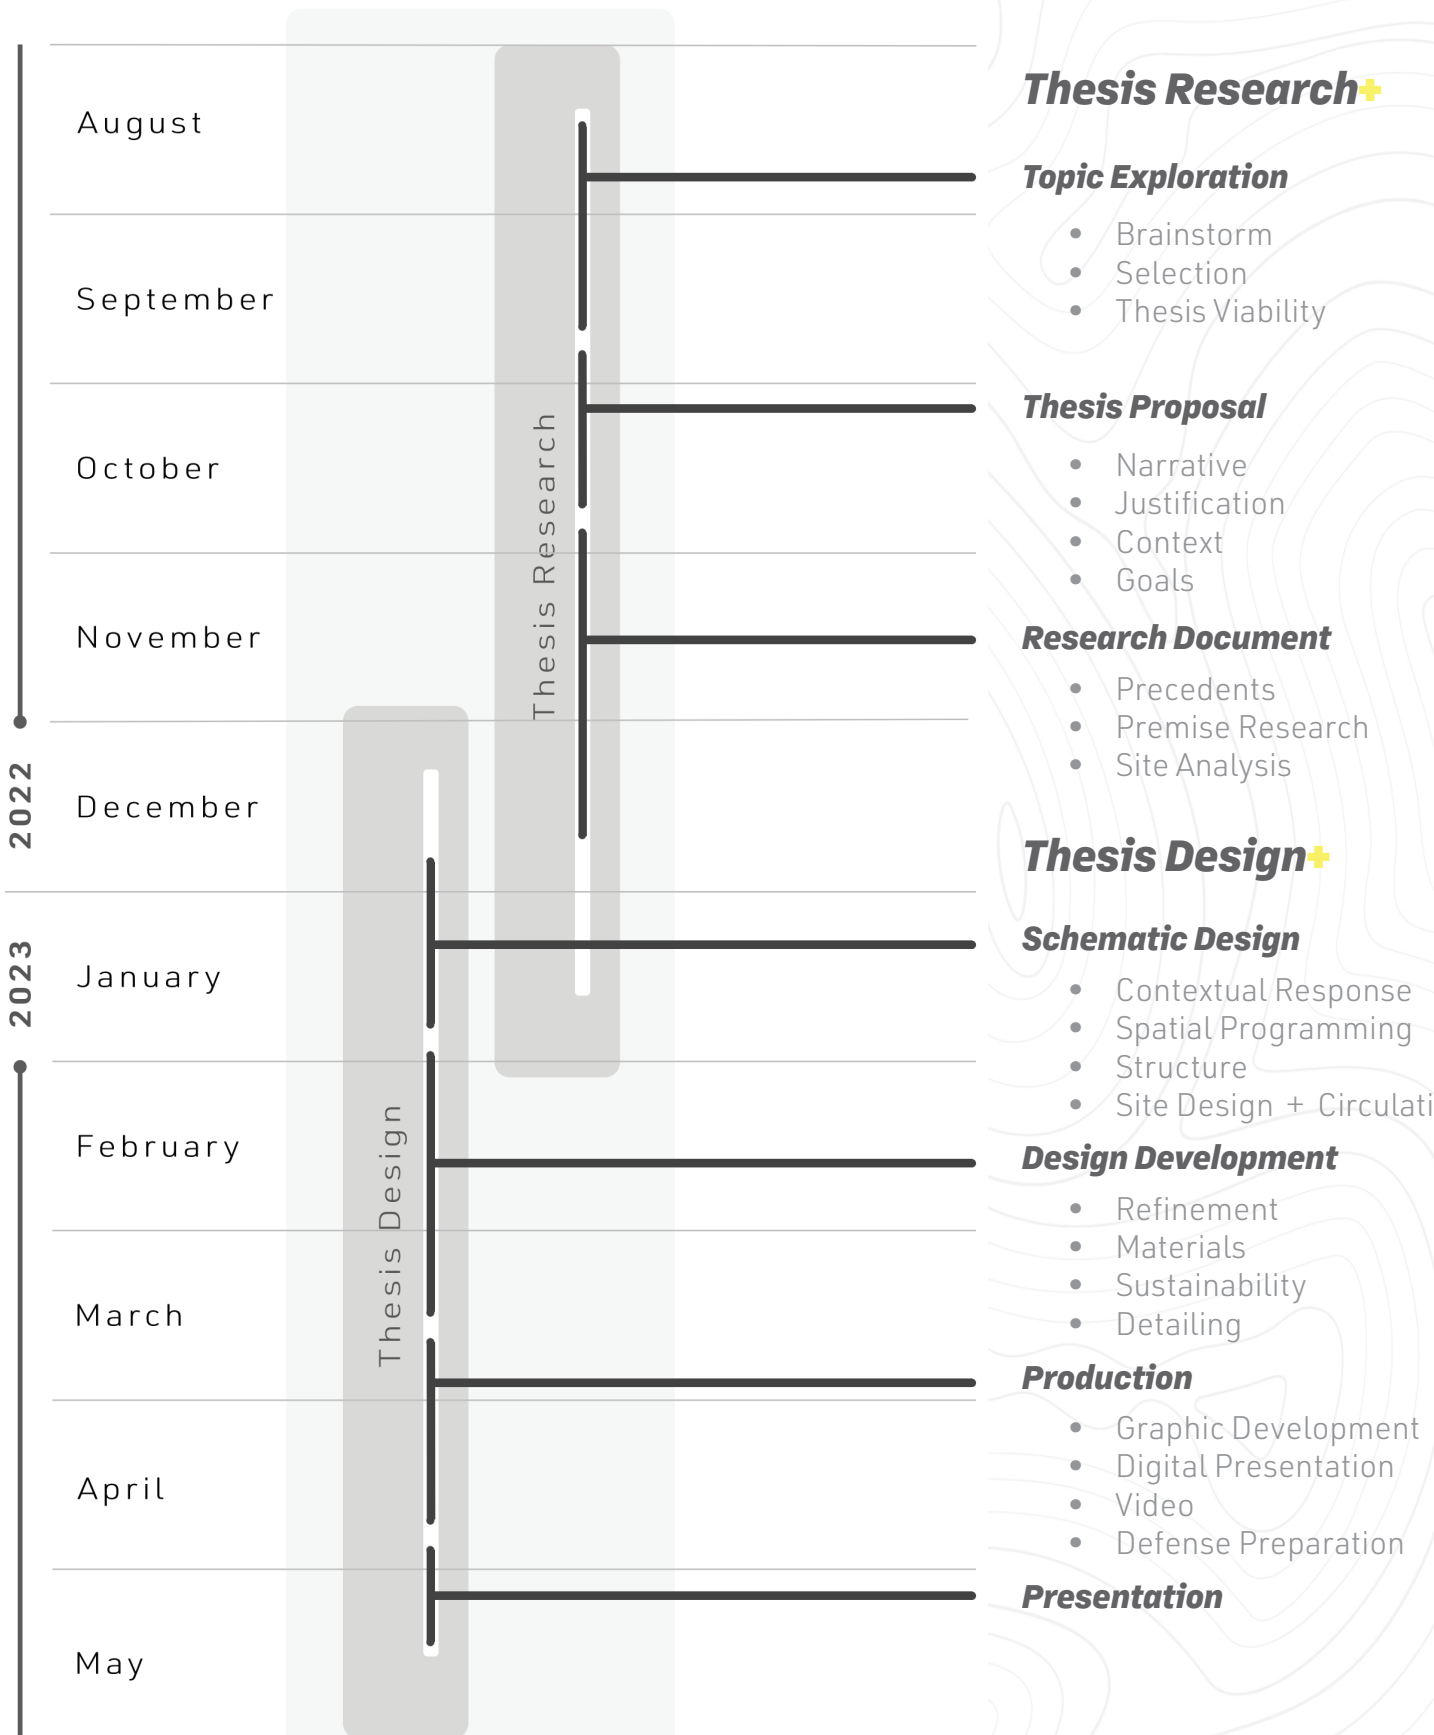 August
September
October
November
December
January
February
March
April
May
2022
2023
Thesis Research
Thesis Design
Thesis Research+
Topic Exploration
• Brainstorm
• Selection
• Thesis Viability
Thesis Proposal
• Narrative
• Justification
• Context
• Goals
Research Document
• Precedents
• Premise Research
• Site Analysis
Thesis Design+
Schematic Design
• Contextual Response
• Spatial Programming
• Structure
• Site Design + Circulati
Design Development
• Refinement
• Materials
• Sustainability
• Detailing
Production
• Graphic Development
• Digital Presentation
• Video
• Defense Preparation
Presentation